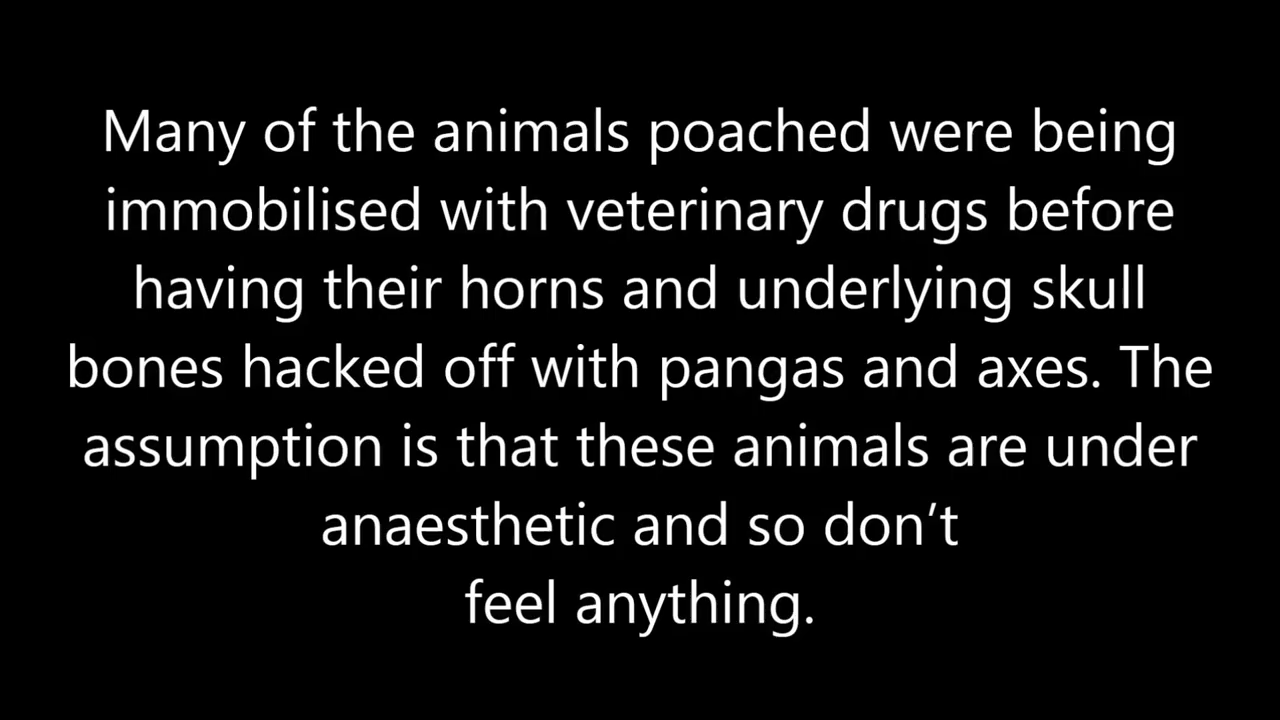 Many of the animals poached were being
immobilised with veterinary drugs before
having their horns and underlying skull
bones hacked off with pangas and axes. The
assumption is that these animals are under
anaesthetic and so don’t
feel anything.